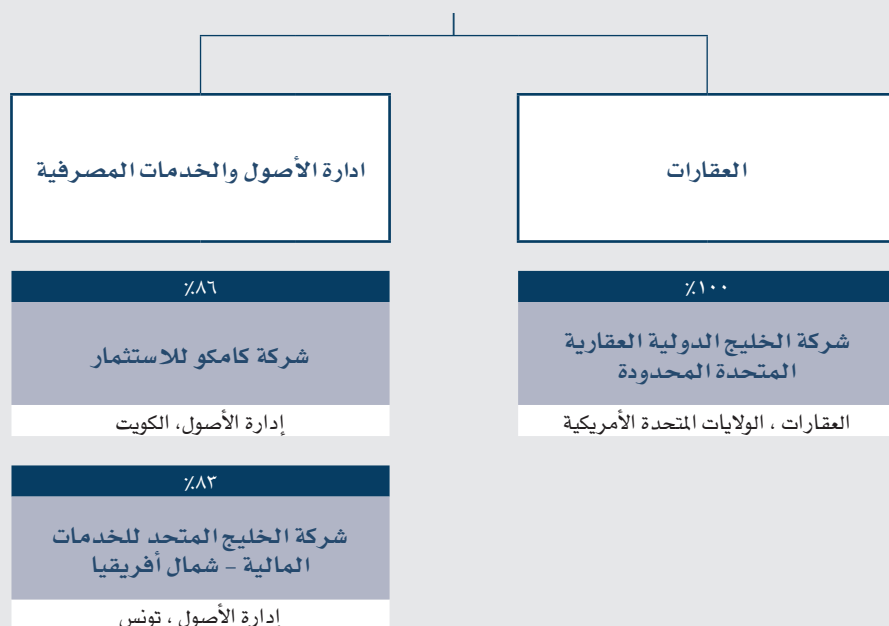 العقارات
٪١٠٠
شركة الخليج الدولية العقارية
المتحدة المحدودة
العقارات ، الولايات المتحدة الأمريكية
ادارة الأصول والخدمات المصرفية
٪٨٦
شركة كامكو للاستثمار
إدارة الأصول، الكويت
٪٨٣
شركة الخليج المتحد للخدمات
المالية - شمال أفريقيا
إدارة الأصول ، تونس